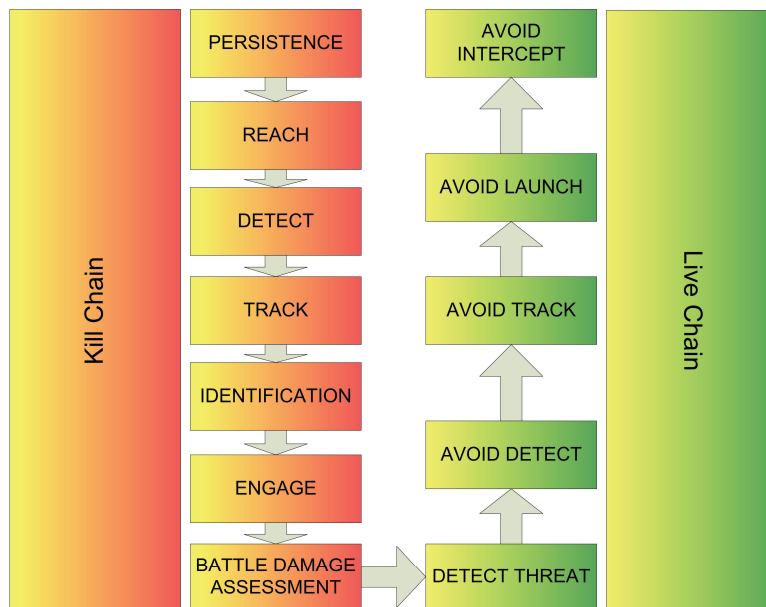 Kill Chain
PERSISTENCE
REACH
DETECT
TRACK
IDENTIFICATION
ENGAGE
BATTLE DAMAGE
ASSESSMENT
AVOID
INTERCEPT
AVOID LAUNCH
AVOID TRACK
AVOID DETECT
DETECT THREAT
Live Chain